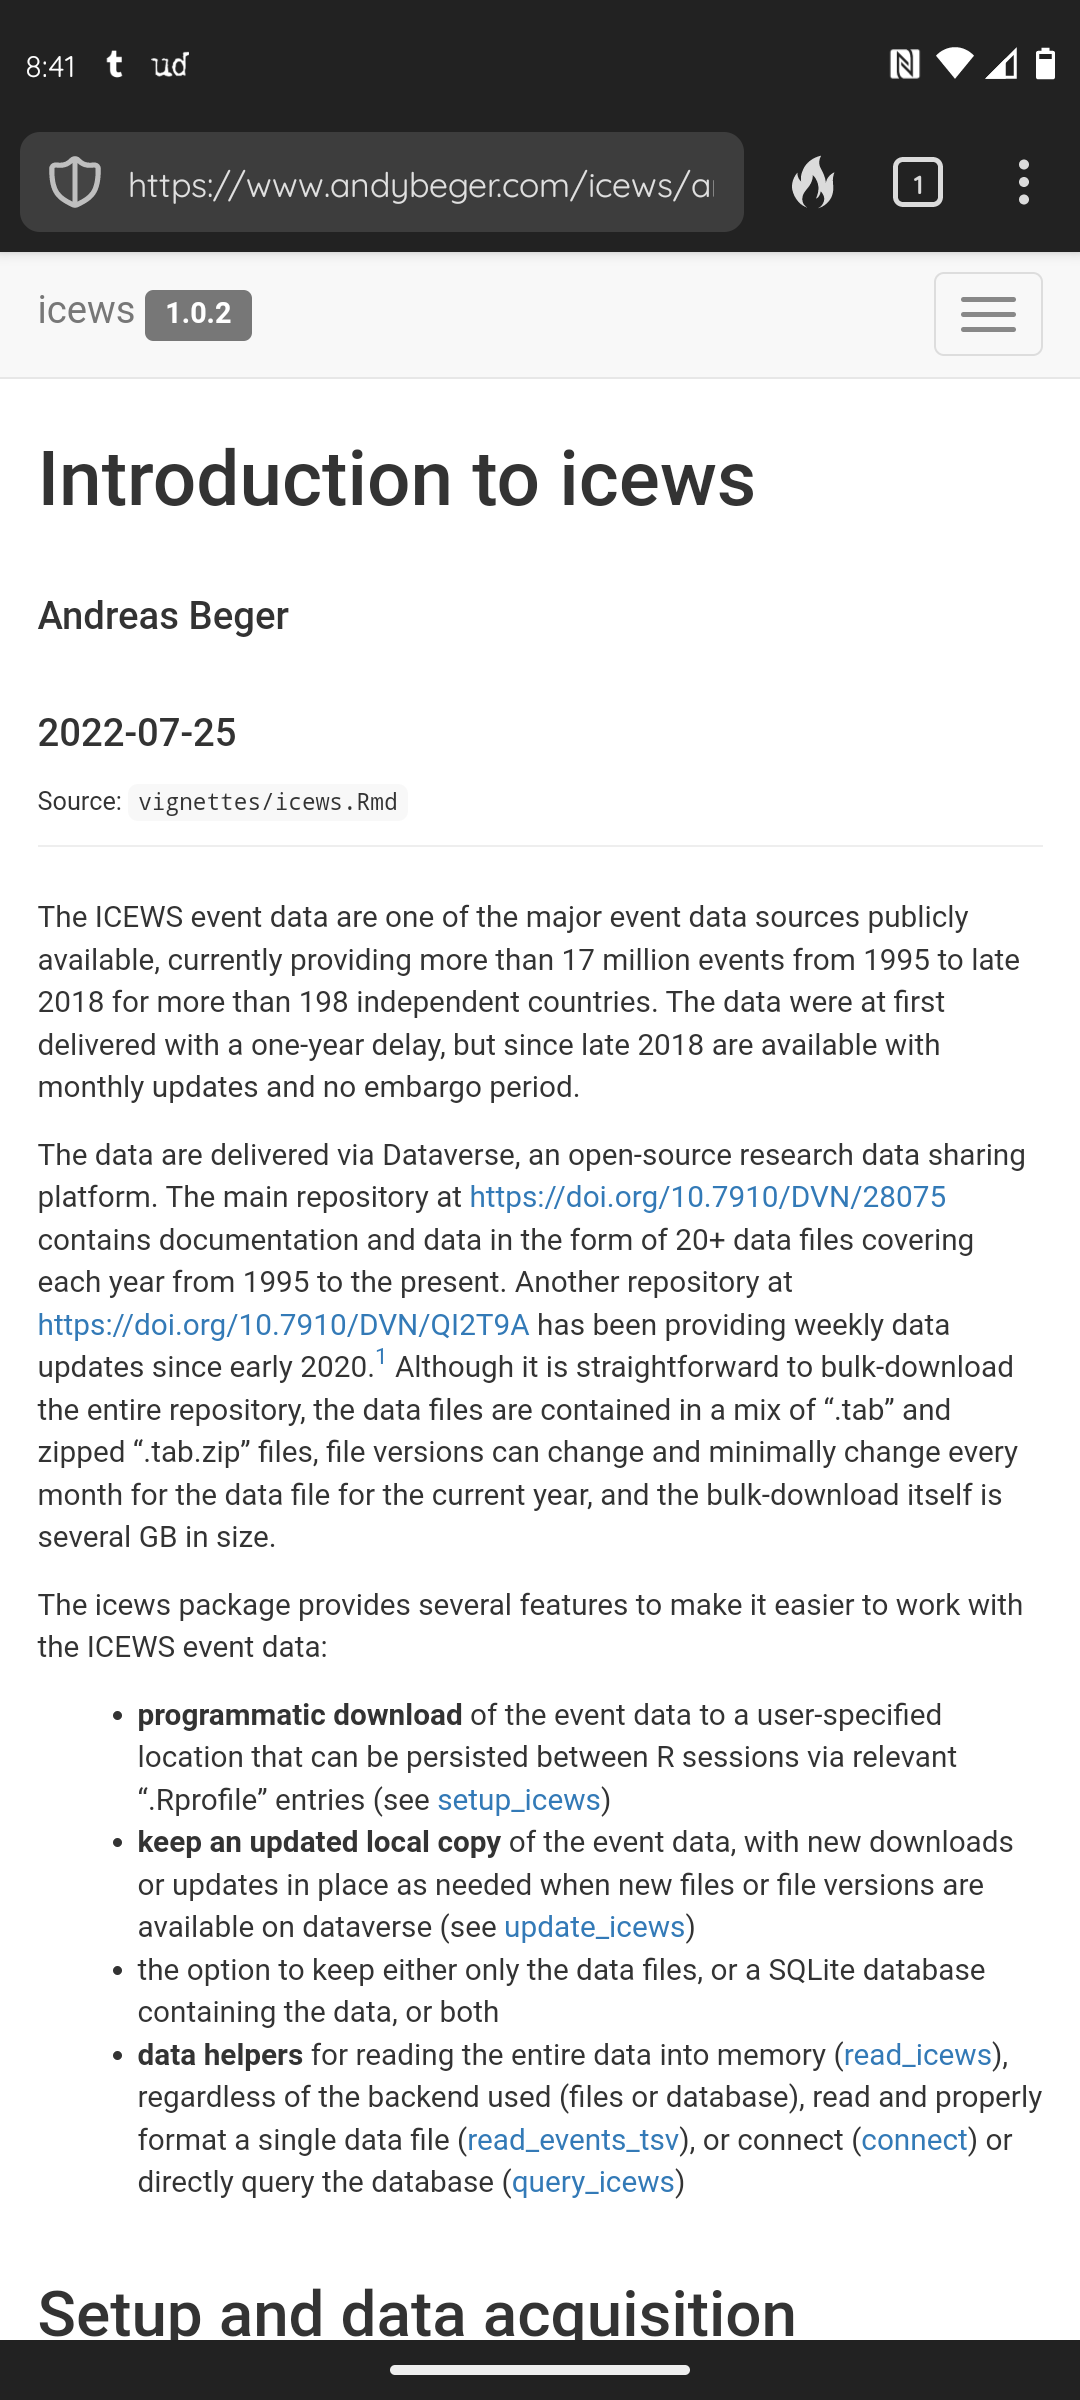 8:41 t ud
https://www.andybeger.com/icews/a
1
icews 1.0.2
Introduction to icews
Andreas Beger
2022-07-25
Source: vignettes/icews.Rmd
The ICEWS event data are one of the major event data sources publicly
available, currently providing more than 17 million events from 1995 to late
2018 for more than 198 independent countries. The data were at first
delivered with a one-year delay, but since late 2018 are available with
monthly updates and no embargo period.
The data are delivered via Dataverse, an open-source research data sharing
platform. The main repository at https://doi.org/10.7910/DVN/28075
contains documentation and data in the form of 20+ data files covering
each year from 1995 to the present. Another repository at
https://doi.org/10.7910/DVN/QI2T9A has been providing weekly data
updates since early 2020.1 Although it is straightforward to bulk-download
the entire repository, the data files are contained in a mix of “.tab” and
zipped “.tab.zip” files, file versions can change and minimally change every
month for the data file for the current year, and the bulk-download itself is
several GB in size.
The icews package provides several features to make it easier to work with
the ICEWS event data:
• programmatic download of the event data to a user-specified
location that can be persisted between R sessions via relevant
“.Rprofile” entries (see setup_icews)
• keep an updated local copy of the event data, with new downloads
or updates in place as needed when new files or file versions are
available on dataverse (see update_icews)
• the option to keep either only the data files, or a SQLite database
containing the data, or both
• data helpers for reading the entire data into memory (read_icews),
regardless of the backend used (files or database), read and properly
format a single data file (read_events_tsv), or connect (connect) or
directly query the database (query_icews)
Setup and data acquisition